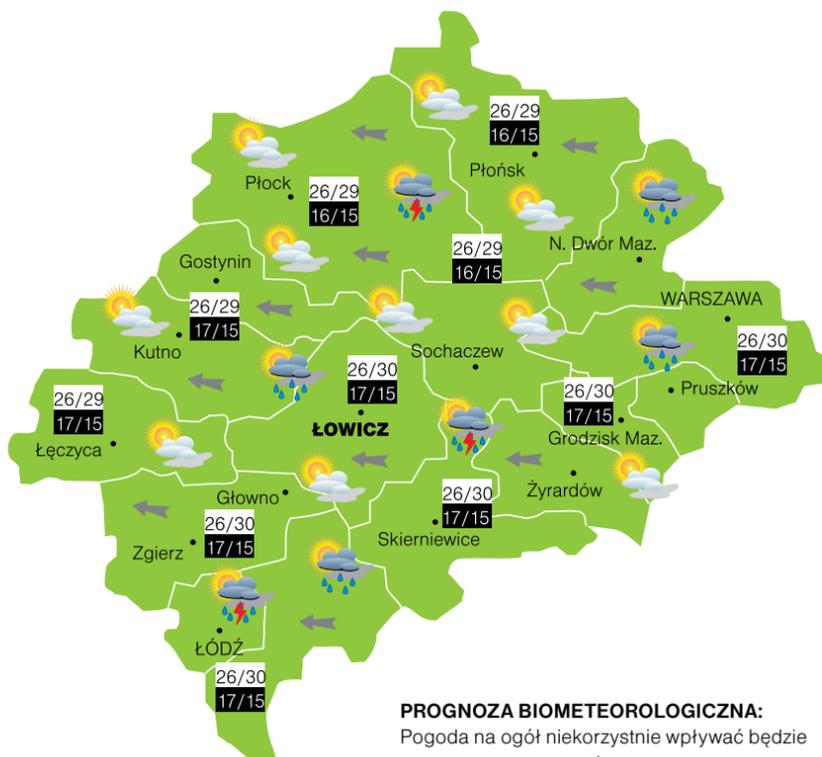 26/29
16/15
Płońsk
Płock
26/29
16/15
N. Dwór Maz.
26/29
16/15
Gostynin
WARSZAWA
26/29
17/15
Kutno
26/30
17/15
Sochaczew
26/30
17/15
Pruszków
26/29
17/15
26/30
17/15
ŁOWICZ
Grodzisk Maz.
Łęczyca
Głowno
Żyrardów
26/30
17/15
Skierniewice
26/30
17/15
Zgierz
ŁÓDŹ
26/30
17/15
PROGNOZA BIOMETEOROLOGICZNA:
Pogoda na ogół niekorzystnie wpływać będzie